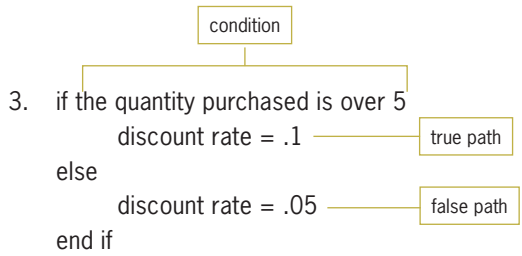 condition
3. if the quantity purchased is over 5
discount rate = .1 true path
else
discount rate = .05 false path
end if